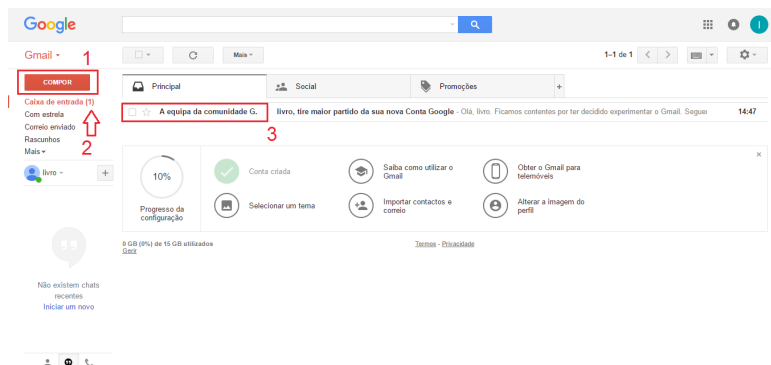 Google
Gmail
1
Mais
1–1 de 1
COMPOR
Principal
Social
Promoções
+
Caixa de entrada (1)
A equipa da comunidade G.
livro, tire maior partido da sua nova Conta Google - Olá, livro. Ficamos contentes por ter decidido experimentar o Gmail. Seguei
14:47
Com estrela
Correio enviado
2
3
Rascunhos
Mais
livro
+
10%
Progresso da
configuração
Conta criada
Saiba como utilizar o
Gmail
Obter o Gmail para
telemóveis
Selecionar um tema
Importar contactos e
correio
Alterar a imagem do
perfil
×
0 GB (0%) de 15 GB utilizados
Gerir
Termos - Privacidade
Não existem chats
recentes
Iniciar um novo